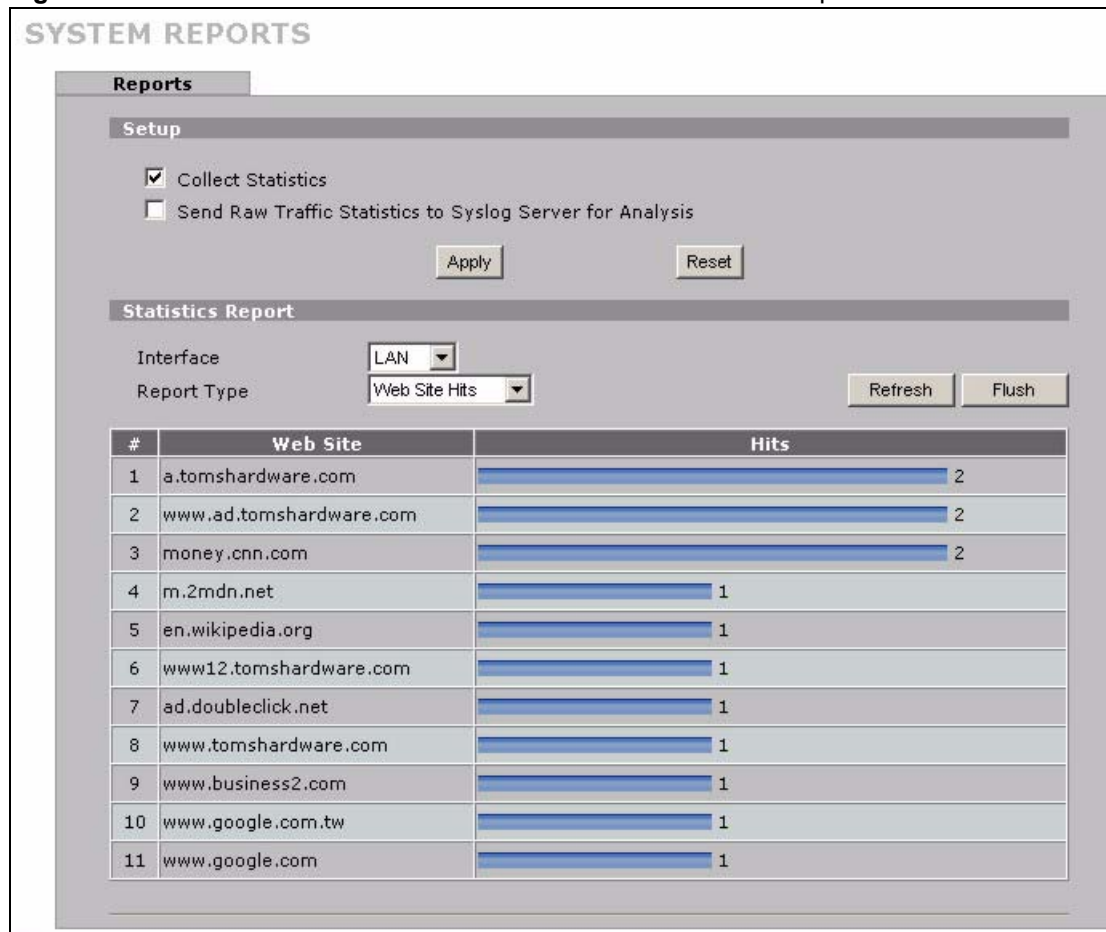 SYSTEM REPORTS
Reports
Setup
Collect Statistics
Send Raw Traffic Statistics to Syslog Server for Analysis
Apply Reset
Statistics Report
Interface LAN
Report Type Web Site Hits Refresh Flush
# Web Site Hits
1 a.tomshardware.com 2
2 www.ad.tomshardware.com 2
3 money.cnn.com 2
4 m.2mdn.net 1
5 en.wikipedia.org 1
6 www12.tomshardware.com 1
7 ad.doubleclick.net 1
8 www.tomshardware.com 1
9 www.business2.com 1
10 www.google.com.tw 1
11 www.google.com 1